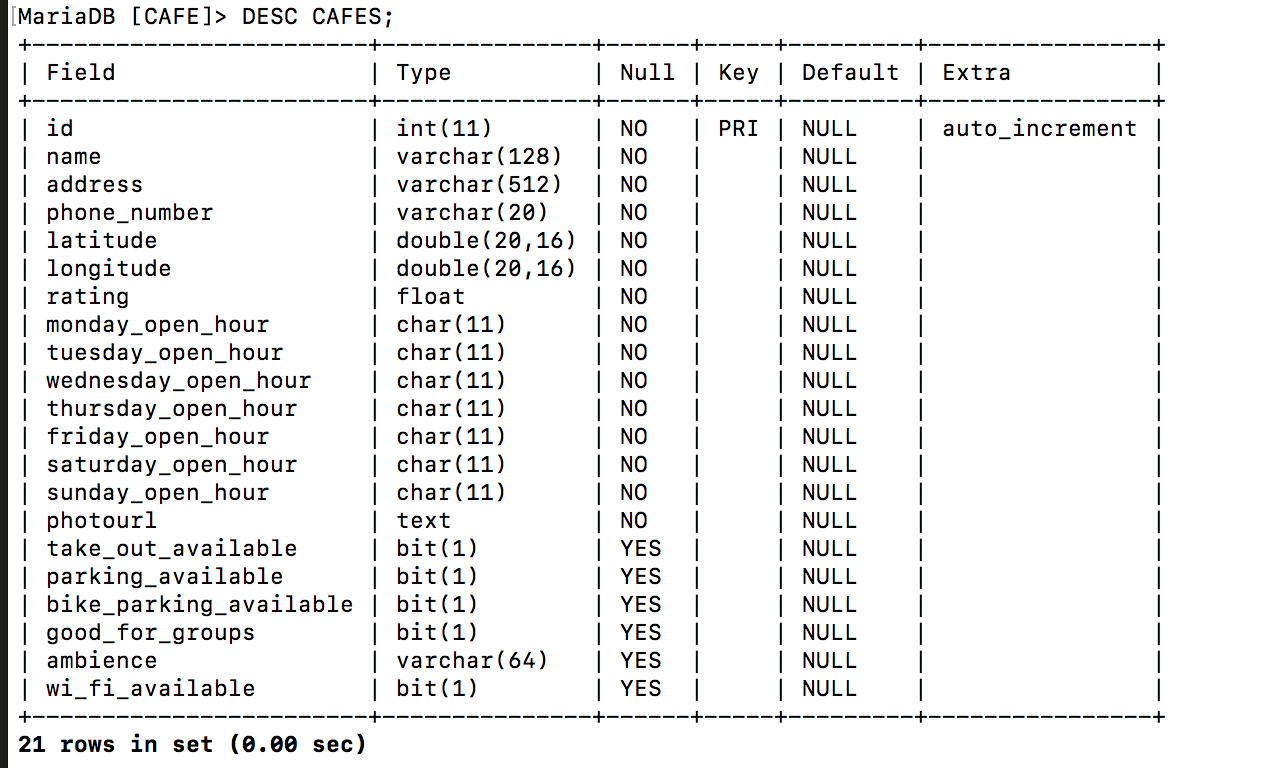 [MariaDB [CAFE]> DESC CAFES;
+------------------------+---------------+------+-----+---------+----------------+
| Field                  | Type          | Null | Key | Default | Extra          |
+------------------------+---------------+------+-----+---------+----------------+
| id                     | int(11)       | NO   | PRI | NULL    | auto_increment |
| name                   | varchar(128)  | NO   |     | NULL    |                |
| address                | varchar(512)  | NO   |     | NULL    |                |
| phone_number           | varchar(20)   | NO   |     | NULL    |                |
| latitude               | double(20,16) | NO   |     | NULL    |                |
| longitude              | double(20,16) | NO   |     | NULL    |                |
| rating                 | float         | NO   |     | NULL    |                |
| monday_open_hour       | char(11)      | NO   |     | NULL    |                |
| tuesday_open_hour      | char(11)      | NO   |     | NULL    |                |
| wednesday_open_hour    | char(11)      | NO   |     | NULL    |                |
| thursday_open_hour     | char(11)      | NO   |     | NULL    |                |
| friday_open_hour       | char(11)      | NO   |     | NULL    |                |
| saturday_open_hour     | char(11)      | NO   |     | NULL    |                |
| sunday_open_hour       | char(11)      | NO   |     | NULL    |                |
| photourl               | text          | NO   |     | NULL    |                |
| take_out_available     | bit(1)        | YES  |     | NULL    |                |
| parking_available      | bit(1)        | YES  |     | NULL    |                |
| bike_parking_available | bit(1)        | YES  |     | NULL    |                |
| good_for_groups        | bit(1)        | YES  |     | NULL    |                |
| ambience               | varchar(64)   | YES  |     | NULL    |                |
| wi_fi_available        | bit(1)        | YES  |     | NULL    |                |
+------------------------+---------------+------+-----+---------+----------------+
21 rows in set (0.00 sec)